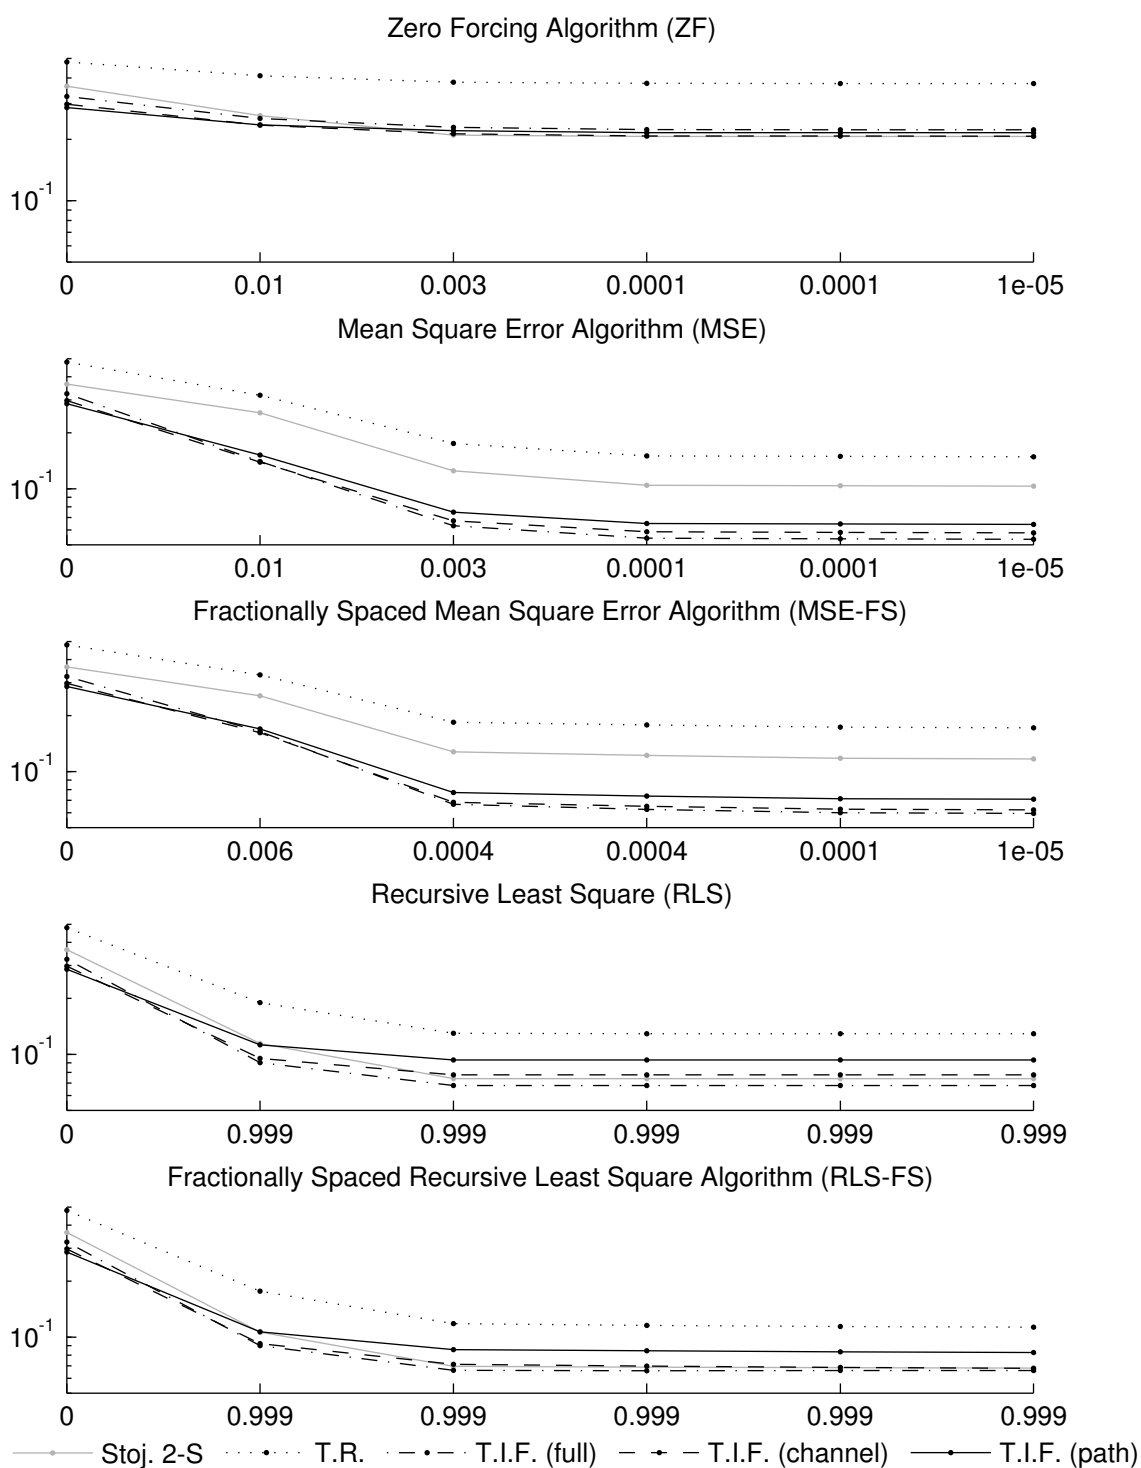 Zero Forcing Algorithm (ZF)
10^-1
0 0.01 0.003 0.0001 0.0001 1e-05
Mean Square Error Algorithm (MSE)
10^-1
0 0.01 0.003 0.0001 0.0001 1e-05
Fractionally Spaced Mean Square Error Algorithm (MSE-FS)
10^-1
0 0.006 0.0004 0.0004 0.0001 1e-05
Recursive Least Square (RLS)
10^-1
0 0.999 0.999 0.999 0.999 0.999
Fractionally Spaced Recursive Least Square Algorithm (RLS-FS)
10^-1
0 0.999 0.999 0.999 0.999 0.999
Stoj. 2-S T.R. T.I.F. (full) T.I.F. (channel) T.I.F. (path)